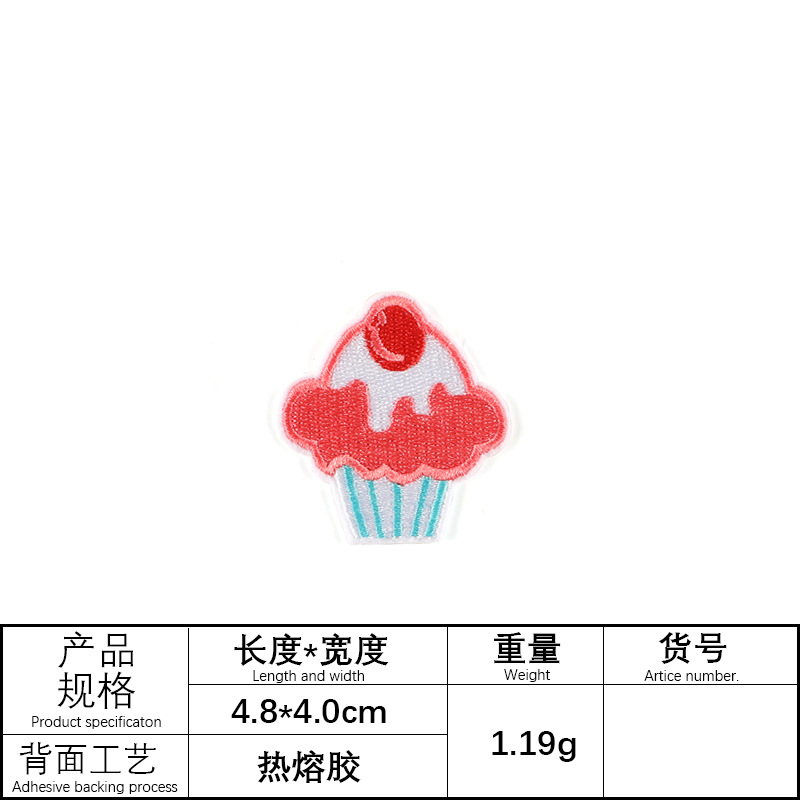 产品
规格
Product specificaton
长度*宽度
Length and width
重量
Weight
货号
Artice number.
4.8*4.0cm
1.19g
背面工艺
Adhesive backing process
热熔胶